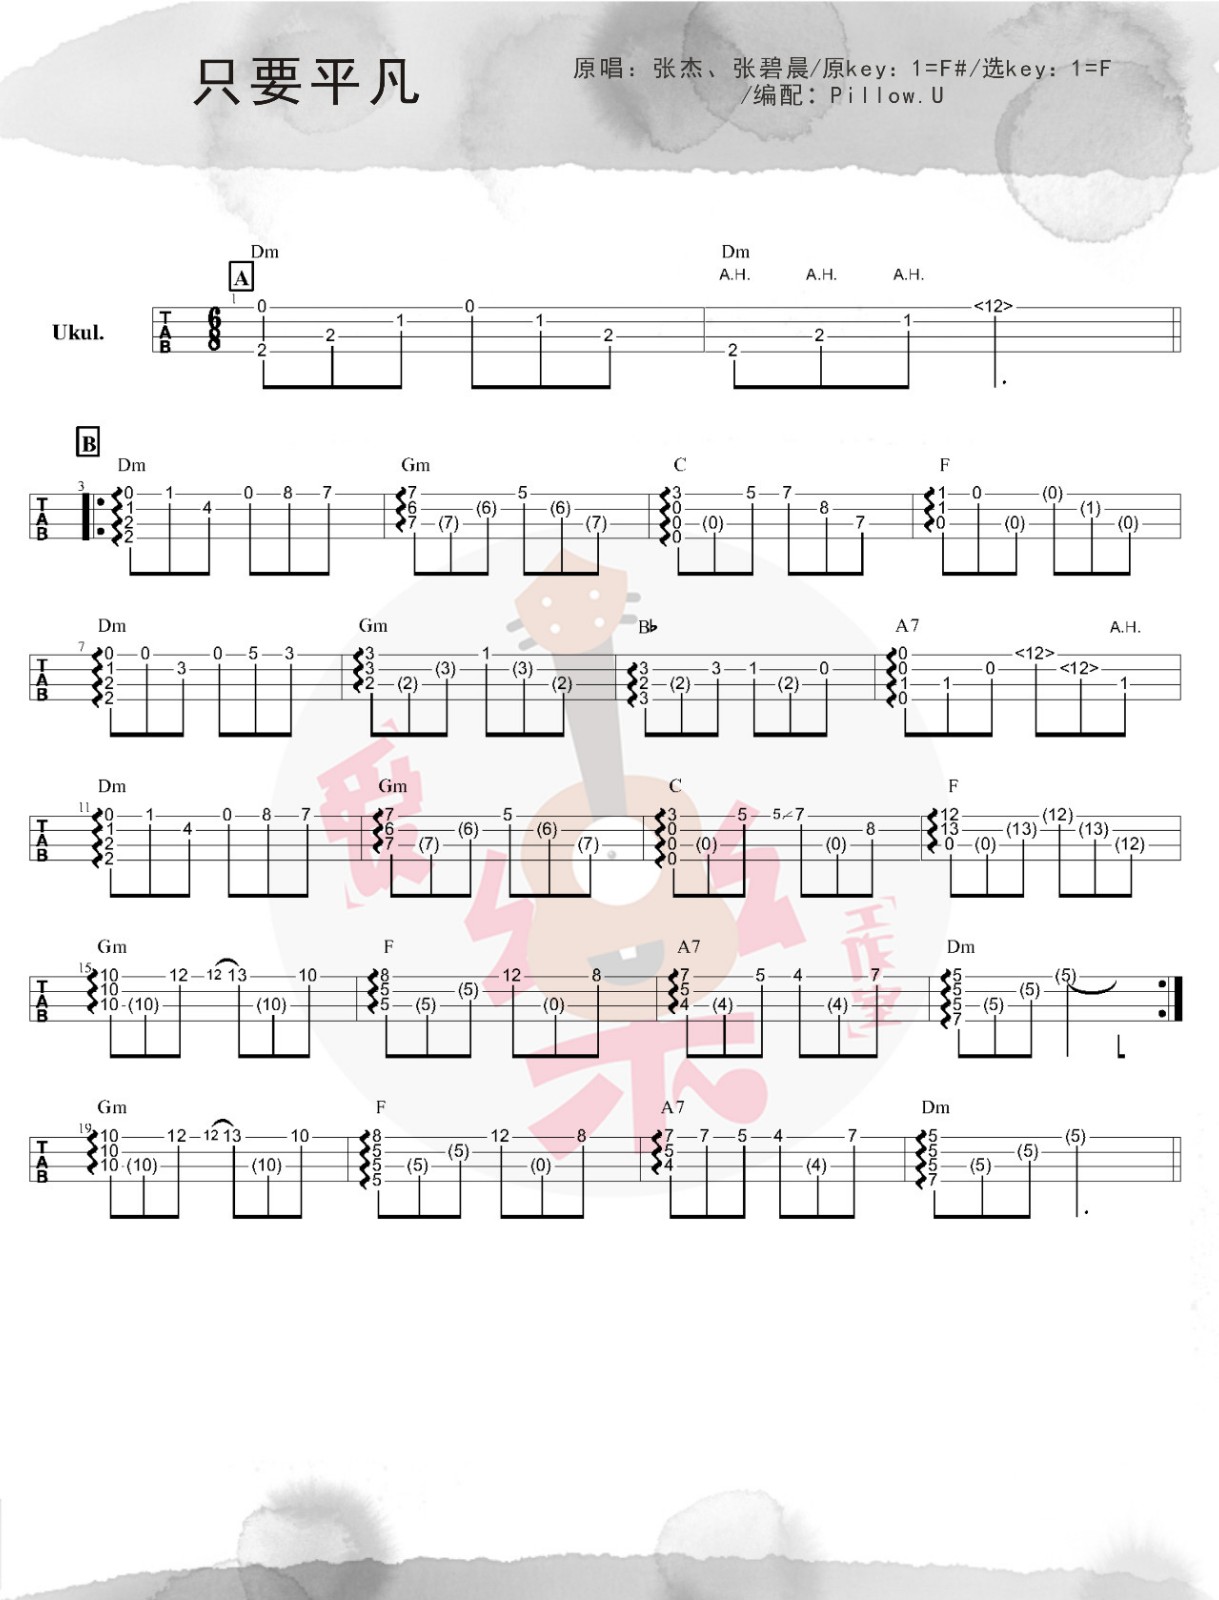 只要平凡
原唱：张杰、张碧晨/原key：1=F#/选key：1=F
/编配：Pillow.U
Dm Dm
A A.H. A.H. A.H.
1
Ukul. TAB 6/8 0 2 2 1 0 1 2 2 2 1 <12>
B
Dm Gm C F
3
TAB 0 1 2 2 1 4 0 8 7 7 6 7 (7) (6) 5 (6) (7) 3 0 0 0 (0) 5 7 8 7 1 1 0 0 (0) (0) (1) (0)
Dm Gm B♭ A7 A.H.
7
TAB 0 1 2 2 0 3 0 5 3 3 3 2 (2) (3) 1 (3) (2) 3 2 3 (2) 3 1 (2) 0 0 0 1 0 1 0 <12> <12> 1
Dm Gm C F
11
TAB 0 1 2 2 1 4 0 8 7 7 6 7 (7) (6) 5 (6) (7) 3 0 0 0 (0) 5 5 7 (0) 8 12 13 0 (0) (13) (12) (13) (12)
Gm F A7 Dm
15
TAB 10 10 10 (10) 12 12 13 (10) 10 8 5 5 (5) (5) 12 (0) 8 7 5 4 (4) 5 4 (4) 7 5 5 5 7 (5) (5) (5)
Gm F A7 Dm
19
TAB 10 10 10 (10) 12 12 13 (10) 10 8 5 5 5 (5) (5) 12 (0) 8 7 5 4 7 5 4 (4) 7 5 5 5 7 (5) (5) (5)
爱
乐
[工作室]